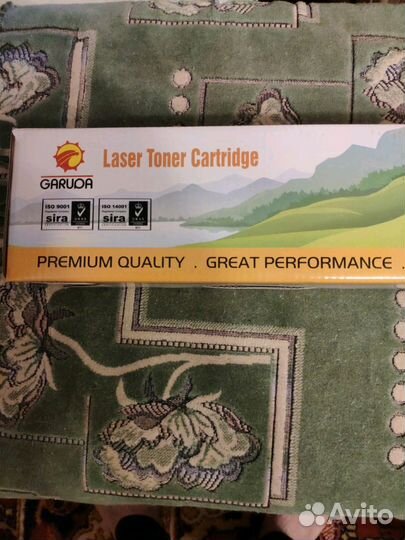 Laser Toner Cartridge
GARUDA
ISO 9001 ISO 14001
sira sira
PREMIUM QUALITY . GREAT PERFORMANCE .
Avito